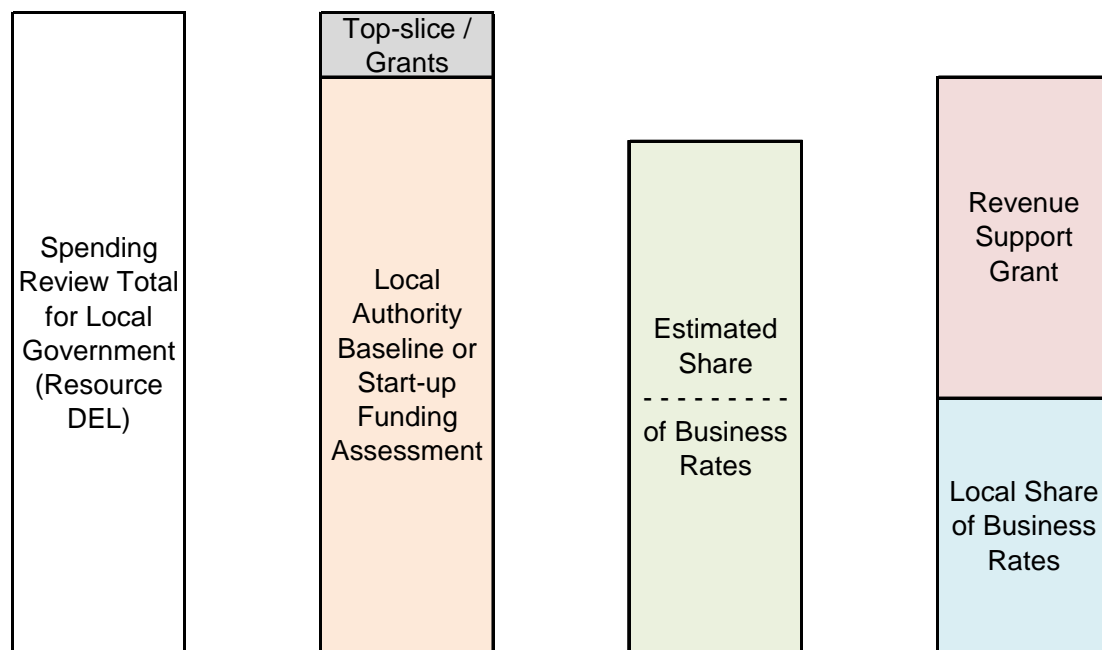 Spending
Review Total
for Local
Government
(Resource
DEL)
Top-slice /
Grants
Local
Authority
Baseline or
Start-up
Funding
Assessment
Estimated
Share
- - - - - - - - -
of Business
Rates
Revenue
Support
Grant
Local Share
of Business
Rates